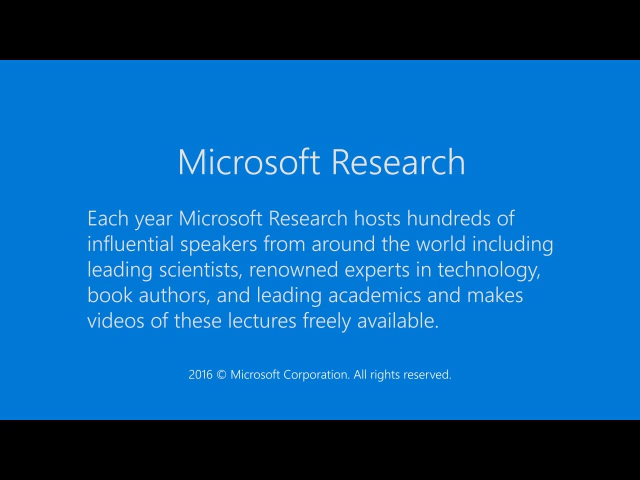 Microsoft Research
Each year Microsoft Research hosts hundreds of
influential speakers from around the world including
leading scientists, renowned experts in technology,
book authors, and leading academics and makes
videos of these lectures freely available.
2016 © Microsoft Corporation. All rights reserved.